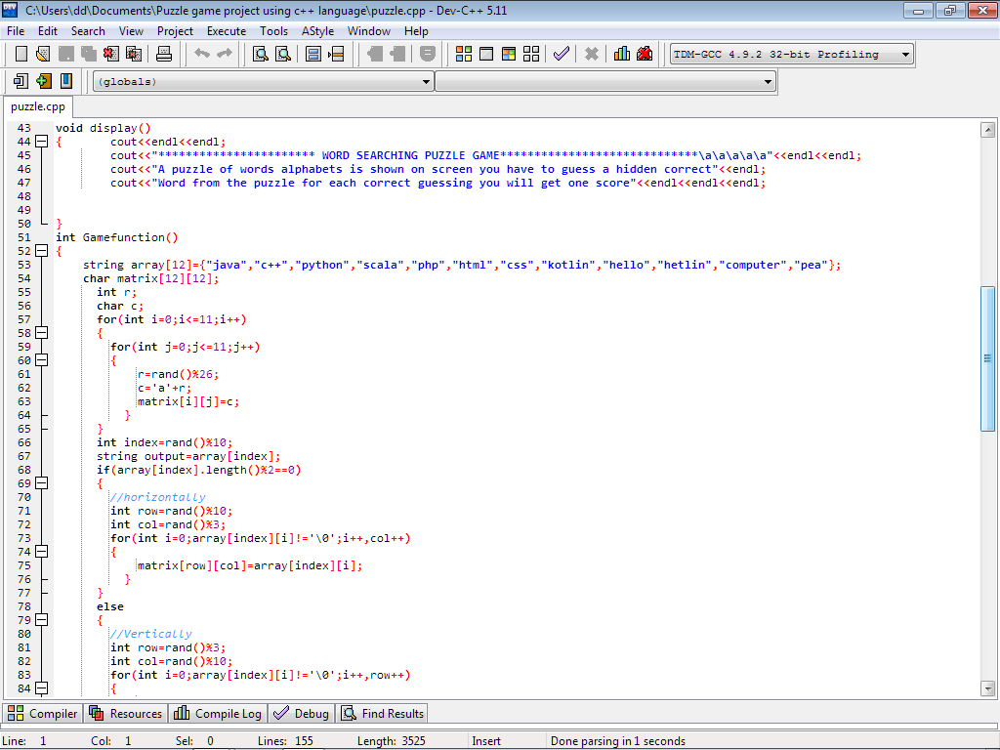 C:\Users\dd\Documents\Puzzle game project using c++ language\puzzle.cpp - Dev-C++ 5.11
File Edit Search View Project Execute Tools AStyle Window Help
TDM-GCC 4.9.2 32-bit Profiling
(globals)
puzzle.cpp
43 void display()
44 { cout<<endl<<endl;
45 cout<<"*********************** WORD SEARCHING PUZZLE GAME*****************************\a\a\a\a\a"<<endl<<endl;
46 cout<<"A puzzle of words alphabets is shown on screen you have to guess a hidden correct"<<endl;
47 cout<<"Word from the puzzle for each correct guessing you will get one score"<<endl<<endl<<endl;
48
49
50 }
51 int Gamefunction()
52 {
53 string array[12]={"java","c++","python","scala","php","html","css","kotlin","hello","hetlin","computer","pea"};
54 char matrix[12][12];
55 int r;
56 char c;
57 for(int i=0;i<=11;i++)
58 {
59 for(int j=0;j<=11;j++)
60 {
61 r=rand()%26;
62 c='a'+r;
63 matrix[i][j]=c;
64 }
65 }
66 int index=rand()%10;
67 string output=array[index];
68 if(array[index].length()%2==0)
69 {
70 //horizontally
71 int row=rand()%10;
72 int col=rand()%3;
73 for(int i=0;array[index][i]!='\0';i++,col++)
74 {
75 matrix[row][col]=array[index][i];
76 }
77 }
78 else
79 {
80 //Vertically
81 int row=rand()%3;
82 int col=rand()%10;
83 for(int i=0;array[index][i]!='\0';i++,row++)
84 {
Compiler Resources Compile Log Debug Find Results
Line: 1 Col: 1 Sel: 0 Lines: 155 Length: 3525 Insert Done parsing in 1 seconds